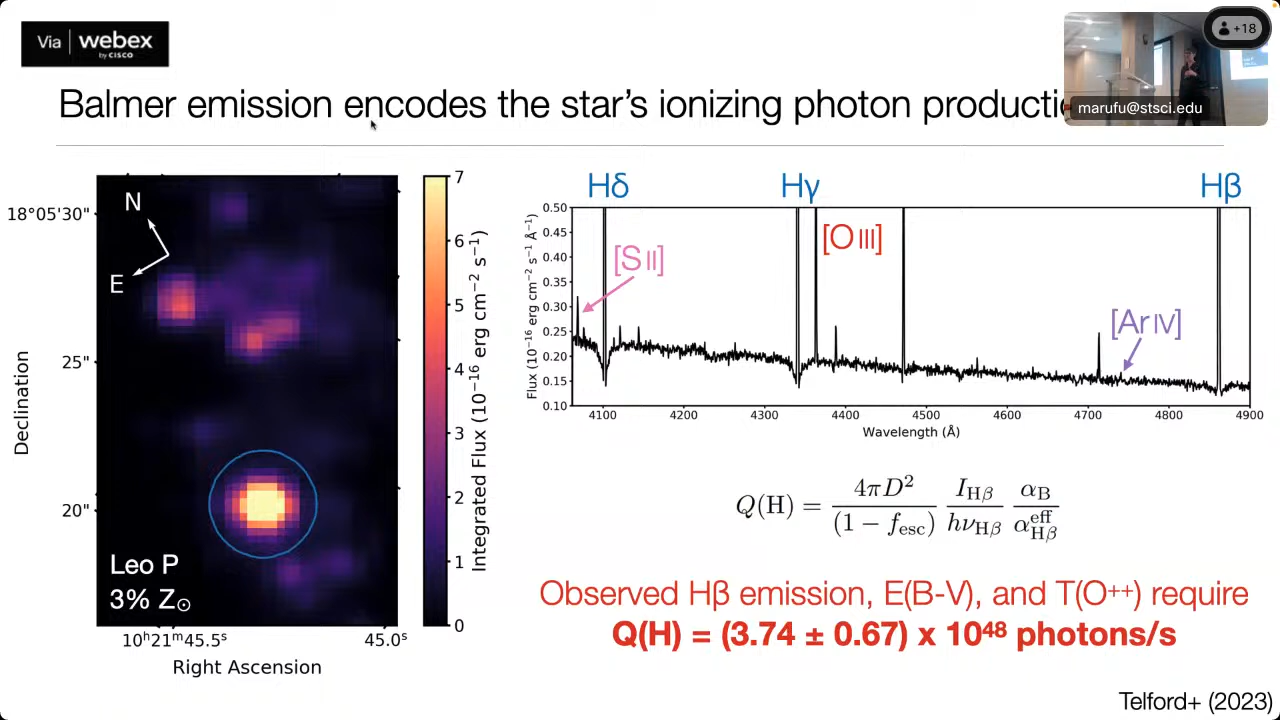 Via webex
by CISCO
+18
marufu@stsci.edu
Balmer emission encodes the star's ionizing photon producti
N
E
18°05'30"
25"
20"
Declination
Leo P
3% Z☉
10ʰ21ᵐ45.5ˢ
45.0ˢ
Right Ascension
7
6
5
4
3
2
1
0
Integrated Flux (10⁻¹⁶ erg cm⁻² s⁻¹)
Hδ
Hγ
Hβ
[S II]
[O III]
[Ar IV]
0.50
0.45
0.40
0.35
0.30
0.25
0.20
0.15
0.10
Flux (10⁻¹⁶ erg cm⁻² s⁻¹ Å⁻¹)
4100 4200 4300 4400 4500 4600 4700 4800 4900
Wavelength (Å)
Q(H) = 4πD² / (1 − f_esc) I_Hβ / hν_Hβ α_B / α_Hβ^eff
Observed Hβ emission, E(B-V), and T(O⁺⁺) require
Q(H) = (3.74 ± 0.67) x 10⁴⁸ photons/s
Telford+ (2023)